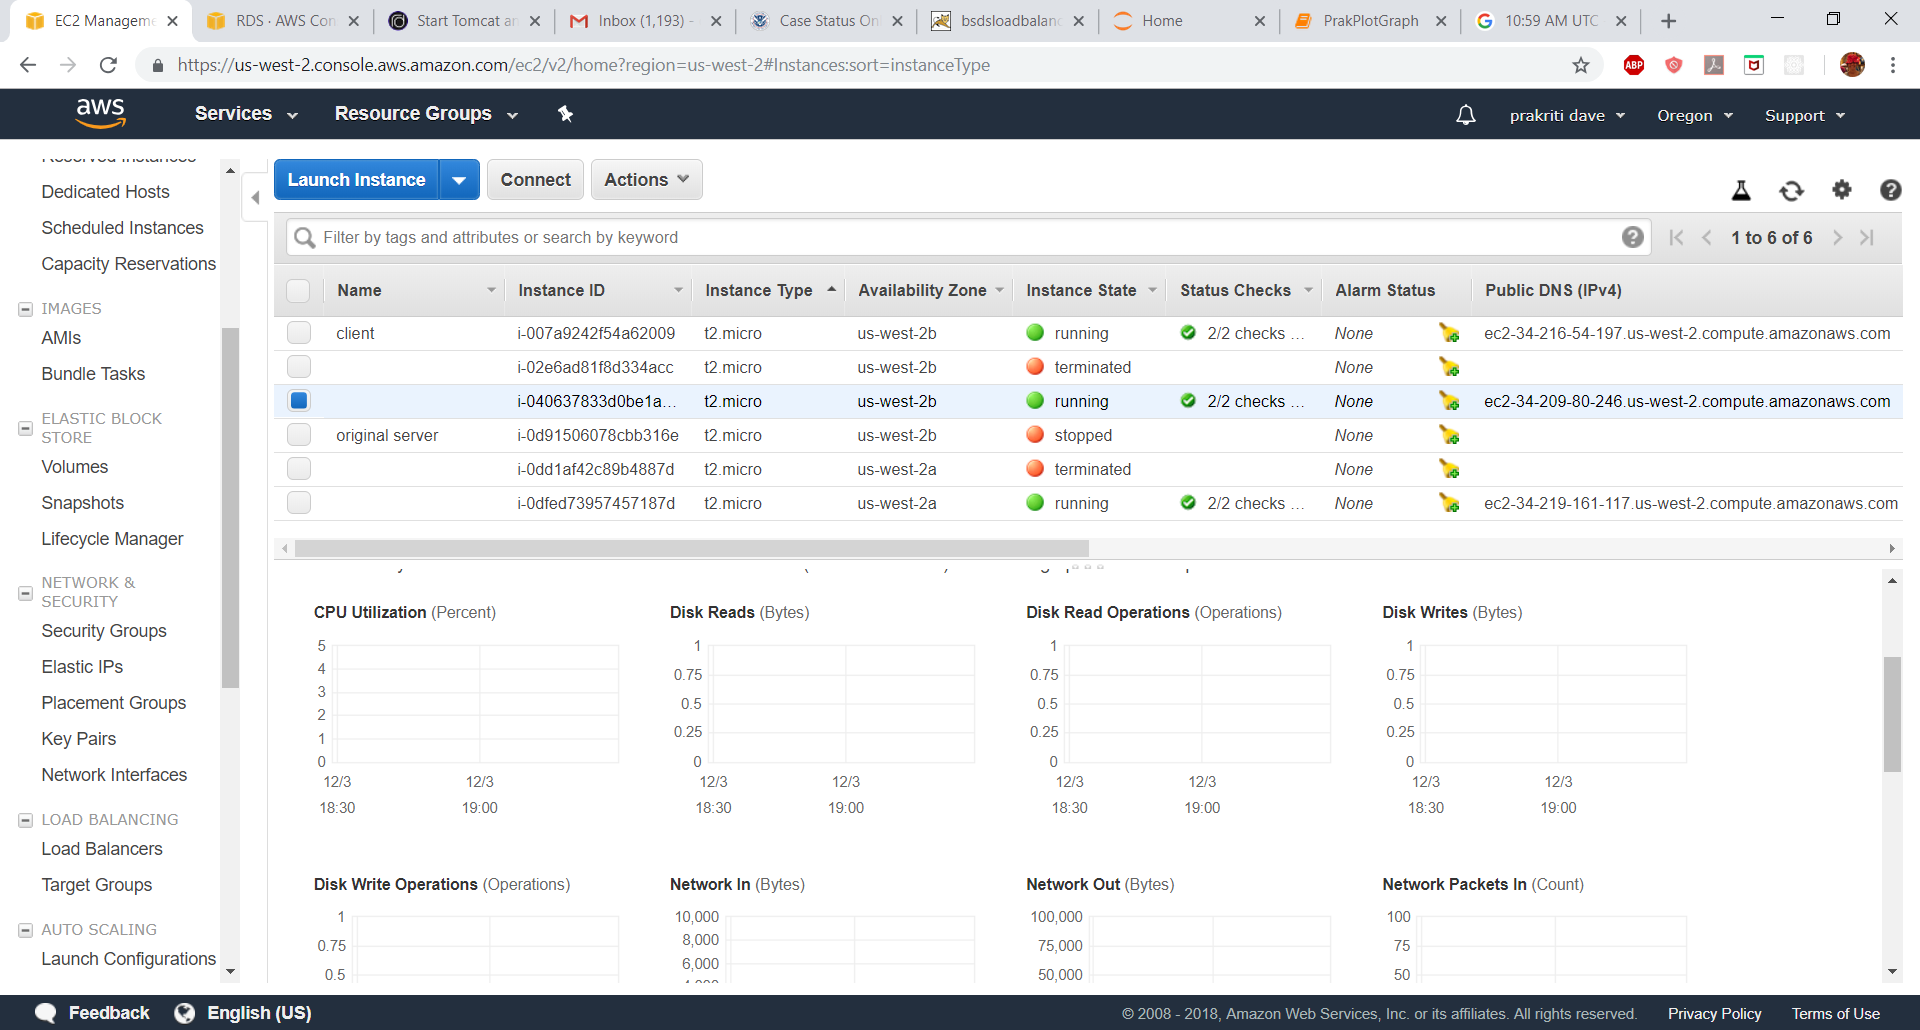 EC2 Manageme
RDS · AWS Con
Start Tomcat an
Inbox (1,193) -
Case Status On
bsdsloadbalanc
Home
PrakPlotGraph
10:59 AM UTC
https://us-west-2.console.aws.amazon.com/ec2/v2/home?region=us-west-2#Instances:sort=instanceType
ABP
aws
Services
Resource Groups
prakriti dave
Oregon
Support
Reserved Instances
Dedicated Hosts
Scheduled Instances
Capacity Reservations
IMAGES
AMIs
Bundle Tasks
ELASTIC BLOCK
STORE
Volumes
Snapshots
Lifecycle Manager
NETWORK &
SECURITY
Security Groups
Elastic IPs
Placement Groups
Key Pairs
Network Interfaces
LOAD BALANCING
Load Balancers
Target Groups
AUTO SCALING
Launch Configurations
Launch Instance
Connect
Actions
Filter by tags and attributes or search by keyword
1 to 6 of 6
Name Instance ID Instance Type Availability Zone Instance State Status Checks Alarm Status Public DNS (IPv4)
client i-007a9242f54a62009 t2.micro us-west-2b running 2/2 checks ... None ec2-34-216-54-197.us-west-2.compute.amazonaws.com
i-02e6ad81f8d334acc t2.micro us-west-2b terminated None
i-040637833d0be1a... t2.micro us-west-2b running 2/2 checks ... None ec2-34-209-80-246.us-west-2.compute.amazonaws.com
original server i-0d91506078cbb316e t2.micro us-west-2b stopped None
i-0dd1af42c89b4887d t2.micro us-west-2a terminated None
i-0dfed73957457187d t2.micro us-west-2a running 2/2 checks ... None ec2-34-219-161-117.us-west-2.compute.amazonaws.com
CPU Utilization (Percent)
5
4
3
2
1
0
12/3 12/3
18:30 19:00
Disk Reads (Bytes)
1
0.75
0.5
0.25
0
12/3 12/3
18:30 19:00
Disk Read Operations (Operations)
1
0.75
0.5
0.25
0
12/3 12/3
18:30 19:00
Disk Writes (Bytes)
1
0.75
0.5
0.25
0
12/3 12/3
18:30 19:00
Disk Write Operations (Operations)
1
0.75
0.5
Network In (Bytes)
10,000
8,000
6,000
Network Out (Bytes)
100,000
75,000
50,000
Network Packets In (Count)
100
75
50
Feedback
English (US)
© 2008 - 2018, Amazon Web Services, Inc. or its affiliates. All rights reserved.
Privacy Policy
Terms of Use